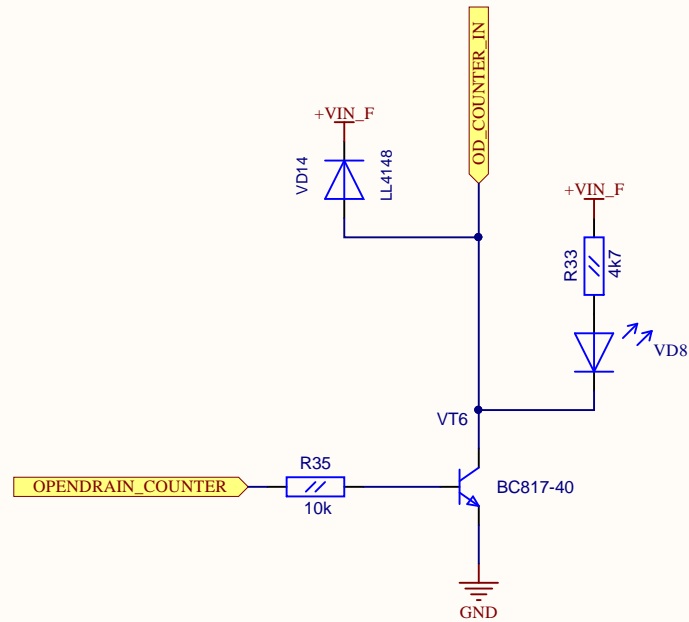 OD_COUNTER_IN
+VIN_F
VD14
LL4148
+VIN_F
R33
4k7
VD8
VT6
R35
OPENDRAIN_COUNTER
10k
BC817-40
GND